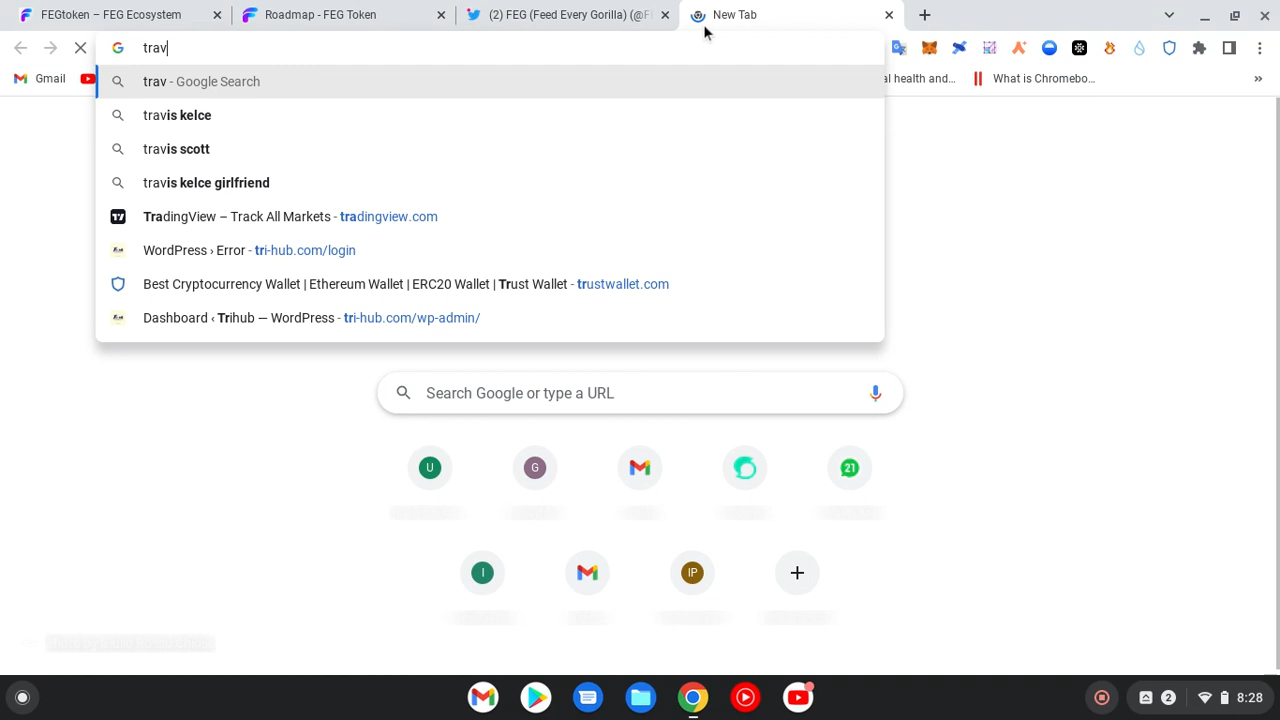 FEGtoken – FEG Ecosystem
Roadmap - FEG Token
(2) FEG (Feed Every Gorilla) (@FE
New Tab
trav
Gmail
al health and...
What is Chromebo...
»
trav - Google Search
travis kelce
travis scott
travis kelce girlfriend
TradingView – Track All Markets - tradingview.com
WordPress › Error - tri-hub.com/login
Best Cryptocurrency Wallet | Ethereum Wallet | ERC20 Wallet | Trust Wallet - trustwallet.com
Dashboard ‹ Trihub — WordPress - tri-hub.com/wp-admin/
Search Google or type a URL
U
G
21
I
IP
2
8:28